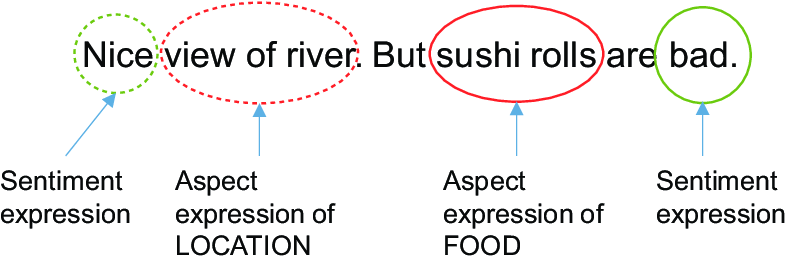 Nice view of river. But sushi rolls are bad.
Sentiment
expression
Aspect
expression of
LOCATION
Aspect
expression of
FOOD
Sentiment
expression